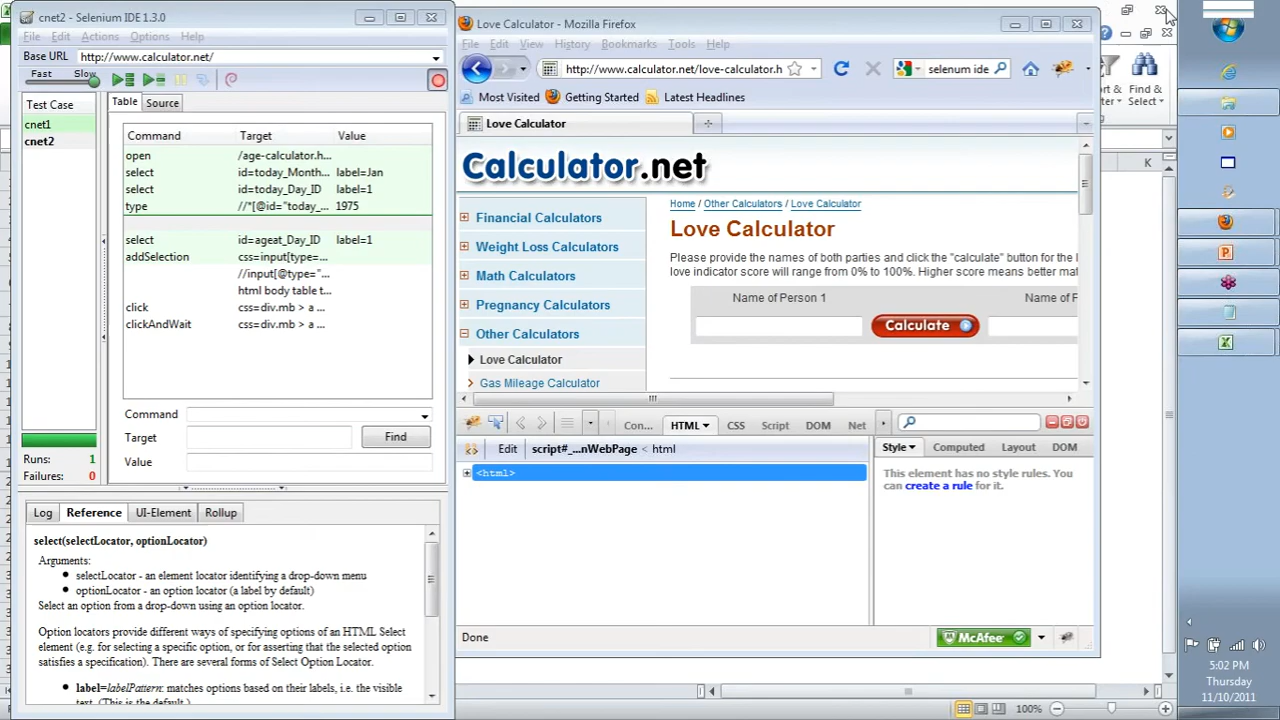 cnet2 - Selenium IDE 1.3.0
File Edit Actions Options Help
Base URL http://www.calculator.net/
Fast Slow
Test Case
cnet1
cnet2
Runs: 1
Failures: 0
Table Source
Command Target Value
open /age-calculator.h...
select id=today_Month... label=Jan
select id=today_Day_ID label=1
type //*[@id="today_... 1975
select id=ageat_Day_ID label=1
addSelection css=input[type=...
//input[@type="...
html body table t...
click css=div.mb > a ...
clickAndWait css=div.mb > a ...
Command
Target Find
Value
Log Reference UI-Element Rollup
select(selectLocator, optionLocator)
Arguments:
selectLocator - an element locator identifying a drop-down menu
optionLocator - an option locator (a label by default)
Select an option from a drop-down using an option locator.
Option locators provide different ways of specifying options of an HTML Select
element (e.g. for selecting a specific option, or for asserting that the selected option
satisfies a specification). There are several forms of Select Option Locator.
label=labelPattern: matches options based on their labels, i.e. the visible
text. (This is the default.)
Love Calculator - Mozilla Firefox
File Edit View History Bookmarks Tools Help
http://www.calculator.net/love-calculator.h selenum ide
Most Visited Getting Started Latest Headlines
Love Calculator
Calculator.net
Financial Calculators
Weight Loss Calculators
Math Calculators
Pregnancy Calculators
Other Calculators
Love Calculator
Gas Mileage Calculator
Home / Other Calculators / Love Calculator
Love Calculator
Please provide the names of both parties and click the "calculate" button for the l
love indicator score will range from 0% to 100%. Higher score means better mat
Name of Person 1 Name of P
Calculate
Con... HTML CSS Script DOM Net
Edit script#_...nWebPage < html
<html>
Style Computed Layout DOM
This element has no style rules. You
can create a rule for it.
Done McAfee
Find &
Select
K
100%
5:02 PM
Thursday
11/10/2011